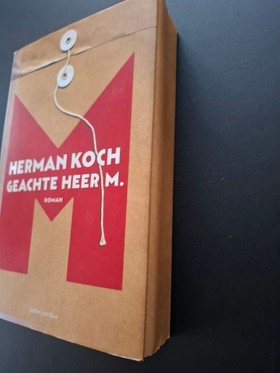 HERMAN KOCH
GEACHTE HEER M.
ROMAN